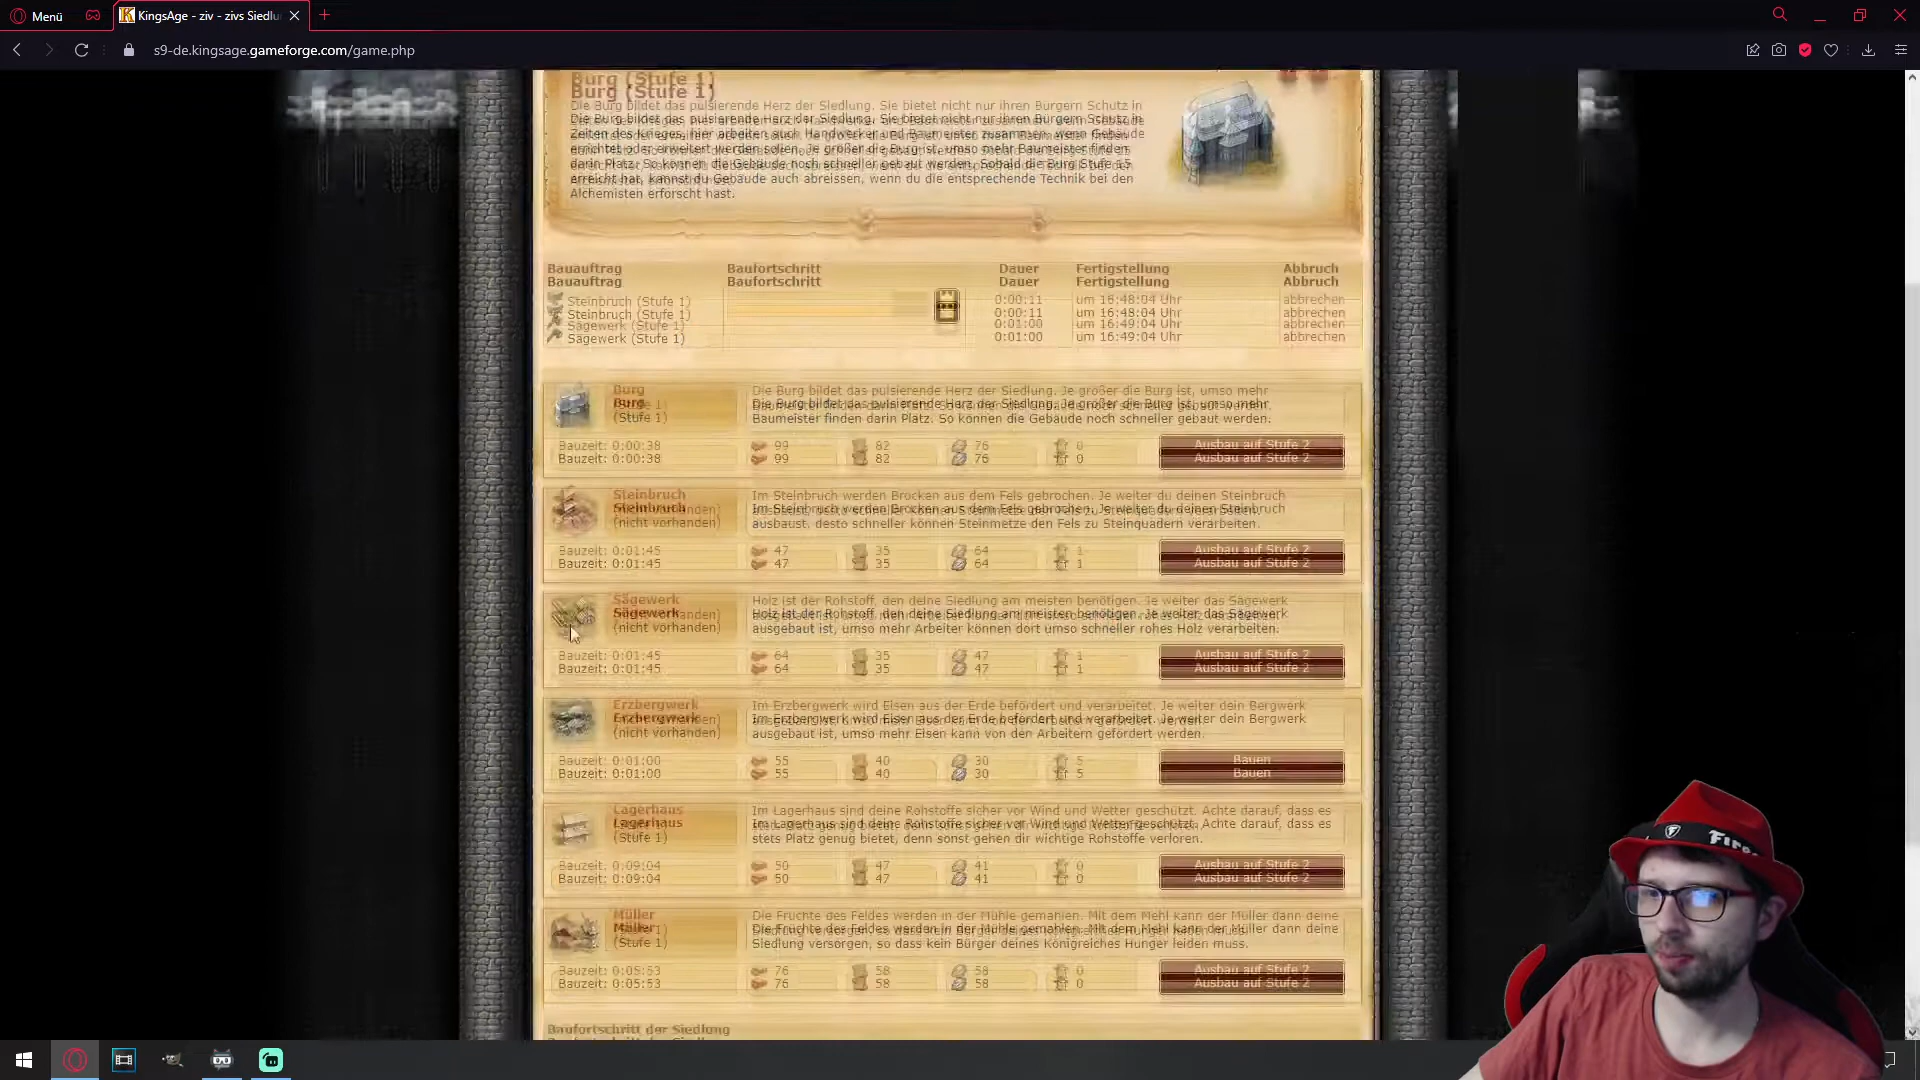 Menü
KingsAge - ziv - zivs Siedlu
s9-de.kingsage.gameforge.com/game.php
Burg (Stufe 1)
Die Burg bildet das pulsierende Herz der Siedlung. Sie bietet nicht nur ihren Bürgern Schutz in
Zeiten des Krieges, hier arbeiten auch Handwerker und Baumeister zusammen, wenn Gebäude
errichtet oder erweitert werden sollen. Je größer die Burg ist, umso mehr Baumeister finden
darin Platz. So können die Gebäude noch schneller gebaut werden. Sobald die Burg Stufe 15
erreicht hat, kannst du Gebäude auch abreissen, wenn du die entsprechende Technik bei den
Alchemisten erforscht hast.
Bauauftrag Baufortschritt Dauer Fertigstellung Abbruch
Steinbruch (Stufe 1) 0:00:11 um 16:48:04 Uhr abbrechen
Sägewerk (Stufe 1) 0:01:00 um 16:49:04 Uhr abbrechen
Burg
(Stufe 1)
Die Burg bildet das pulsierende Herz der Siedlung. Je größer die Burg ist, umso mehr
Baumeister finden darin Platz. So können die Gebäude noch schneller gebaut werden.
Bauzeit: 0:00:38 99 82 76 0 Ausbau auf Stufe 2
Steinbruch
(nicht vorhanden)
Im Steinbruch werden Brocken aus dem Fels gebrochen. Je weiter du deinen Steinbruch
ausbaust, desto schneller können Steinmetze den Fels zu Steinquadern verarbeiten.
Bauzeit: 0:01:45 47 35 64 1 Ausbau auf Stufe 2
Sägewerk
(nicht vorhanden)
Holz ist der Rohstoff, den deine Siedlung am meisten benötigt. Je weiter das Sägewerk
ausgebaut ist, umso mehr Arbeiter können dort umso schneller rohes Holz verarbeiten.
Bauzeit: 0:01:45 64 35 47 1 Ausbau auf Stufe 2
Erzbergwerk
(nicht vorhanden)
Im Erzbergwerk wird Eisen aus der Erde befördert und verarbeitet. Je weiter dein Bergwerk
ausgebaut ist, umso mehr Eisen kann von den Arbeitern gefördert werden.
Bauzeit: 0:01:00 55 40 30 5 Bauen
Lagerhaus
(Stufe 1)
Im Lagerhaus sind deine Rohstoffe sicher vor Wind und Wetter geschützt. Achte darauf, dass es
stets Platz genug bietet, denn sonst gehen dir wichtige Rohstoffe verloren.
Bauzeit: 0:09:04 50 47 41 0 Ausbau auf Stufe 2
Müller
(Stufe 1)
Die Früchte des Feldes werden in der Mühle gemahlen. Mit dem Mehl kann der Müller dann deine
Siedlung versorgen, so dass kein Bürger deines Königreiches Hunger leiden muss.
Bauzeit: 0:05:53 76 58 58 0 Ausbau auf Stufe 2
Baufortschritt der Siedlung